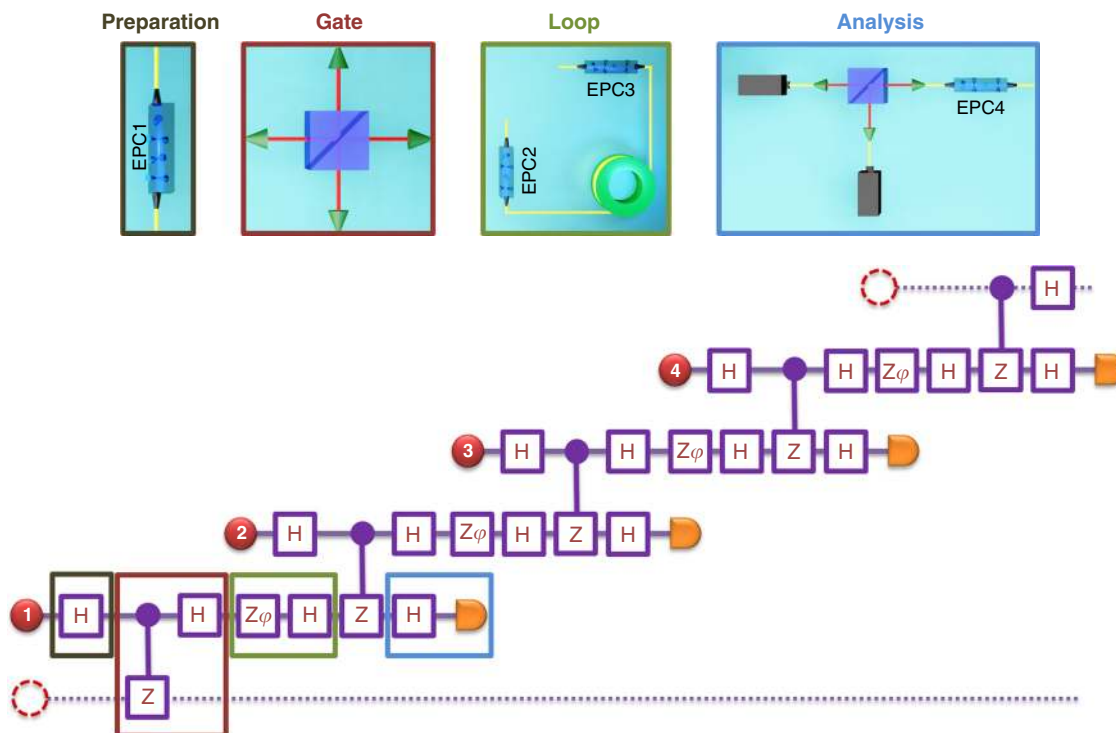 Preparation Gate Loop Analysis
EPC1
EPC3
EPC2
EPC4
H
4 H H Zφ H Z H
3 H H Zφ H Z H
2 H H Zφ H Z H
1 H H Zφ H Z H
Z